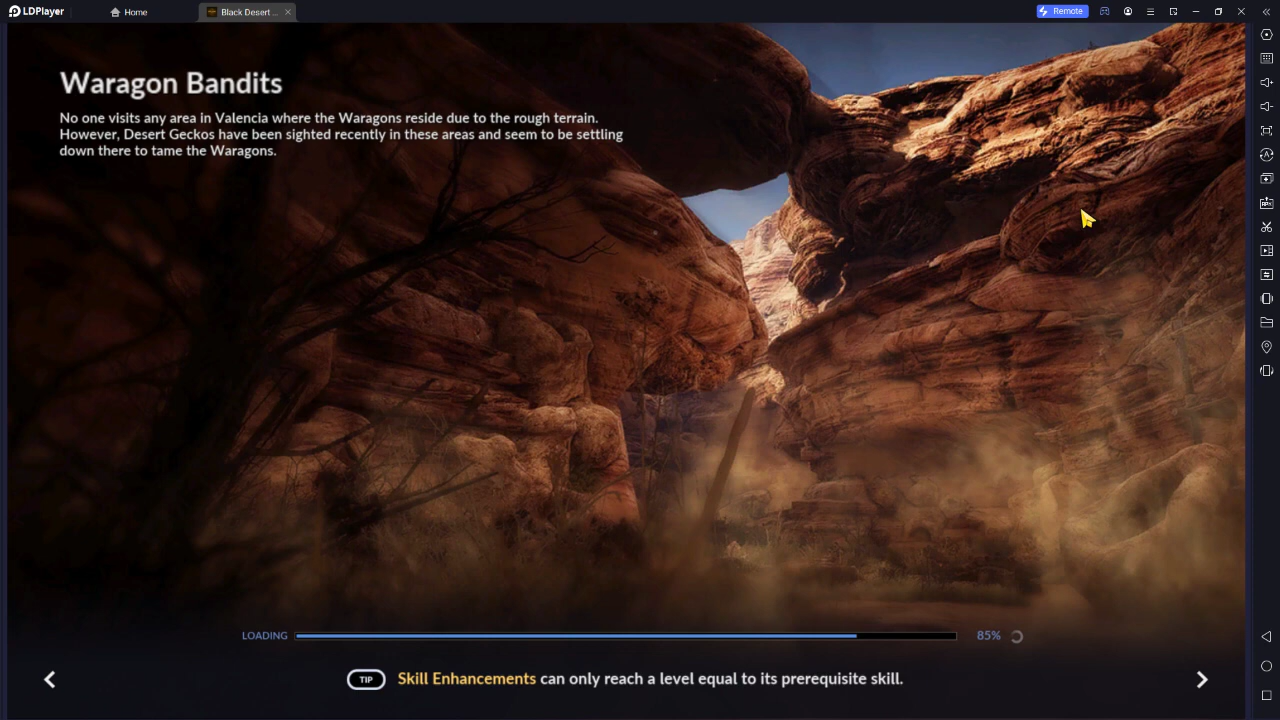 LDPlayer
Home
Black Desert ...
Remote
Waragon Bandits
No one visits any area in Valencia where the Waragons reside due to the rough terrain.
However, Desert Geckos have been sighted recently in these areas and seem to be settling
down there to tame the Waragons.
LOADING
85%
TIP
Skill Enhancements can only reach a level equal to its prerequisite skill.